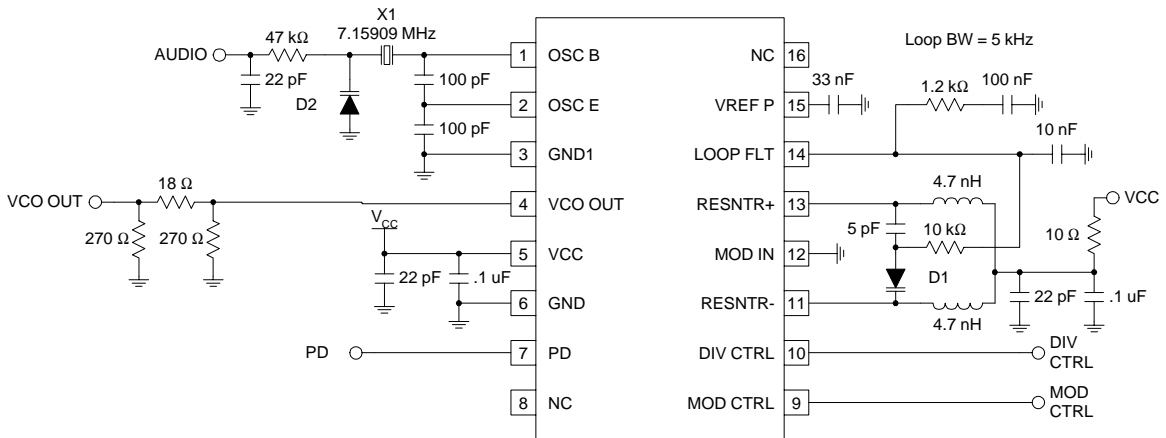 X1
7.15909 MHz
47 kΩ
AUDIO
22 pF
D2
100 pF
100 pF
1 OSC B
2 OSC E
3 GND1
4 VCO OUT
5 VCC
6 GND
7 PD
8 NC
18 Ω
VCO OUT
270 Ω
270 Ω
VCC
22 pF
.1 uF
PD
NC 16
VREF P 15
LOOP FLT 14
RESNTR+ 13
MOD IN 12
RESNTR- 11
DIV CTRL 10
MOD CTRL 9
Loop BW = 5 kHz
33 nF
1.2 kΩ
100 nF
10 nF
4.7 nH
VCC
5 pF
10 kΩ
10 Ω
D1
22 pF
.1 uF
4.7 nH
DIV
CTRL
MOD
CTRL